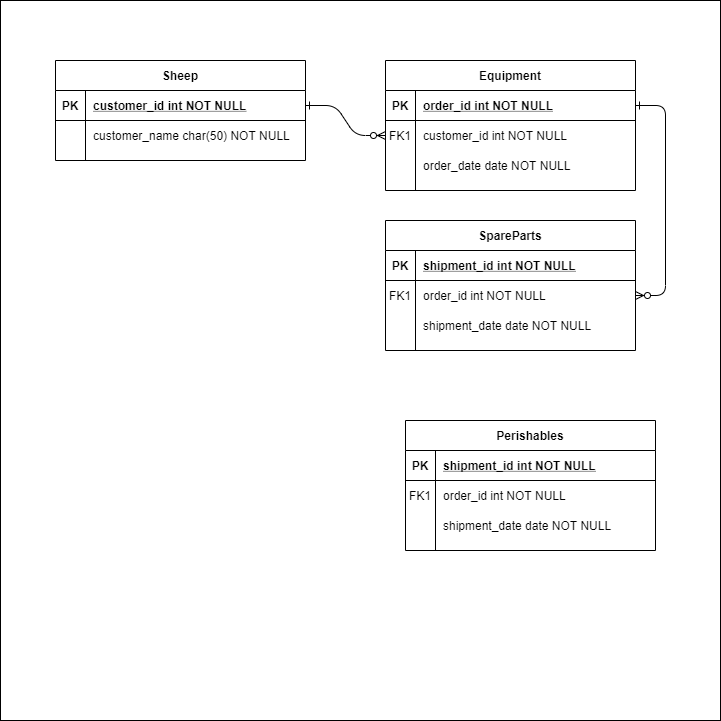 Sheep
PK customer_id int NOT NULL
customer_name char(50) NOT NULL
Equipment
PK order_id int NOT NULL
FK1 customer_id int NOT NULL
order_date date NOT NULL
SpareParts
PK shipment_id int NOT NULL
FK1 order_id int NOT NULL
shipment_date date NOT NULL
Perishables
PK shipment_id int NOT NULL
FK1 order_id int NOT NULL
shipment_date date NOT NULL